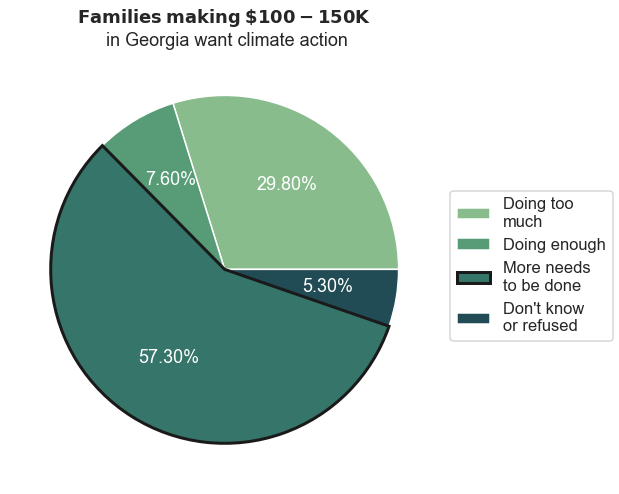 Families making $100 − 150K
in Georgia want climate action
29.80%
7.60%
5.30%
57.30%
Doing too
much
Doing enough
More needs
to be done
Don't know
or refused